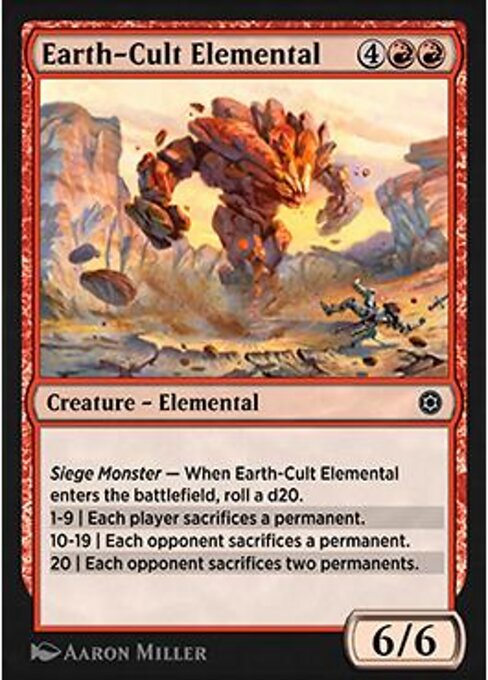 Earth-Cult Elemental 4
Creature – Elemental
Siege Monster — When Earth-Cult Elemental
enters the battlefield, roll a d20.
1-9 | Each player sacrifices a permanent.
10-19 | Each opponent sacrifices a permanent.
20 | Each opponent sacrifices two permanents.
6/6
Aaron Miller